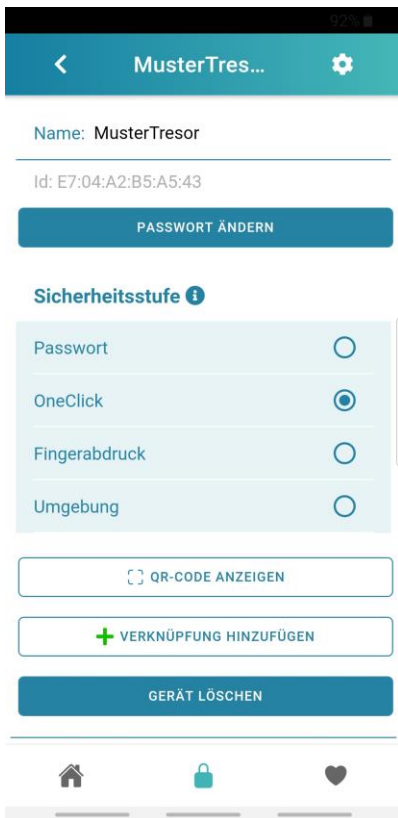 92%
MusterTres...
Name: MusterTresor
Id: E7:04:A2:B5:A5:43
PASSWORT ÄNDERN
Sicherheitsstufe
Passwort
OneClick
Fingerabdruck
Umgebung
QR-CODE ANZEIGEN
VERKNÜPFUNG HINZUFÜGEN
GERÄT LÖSCHEN